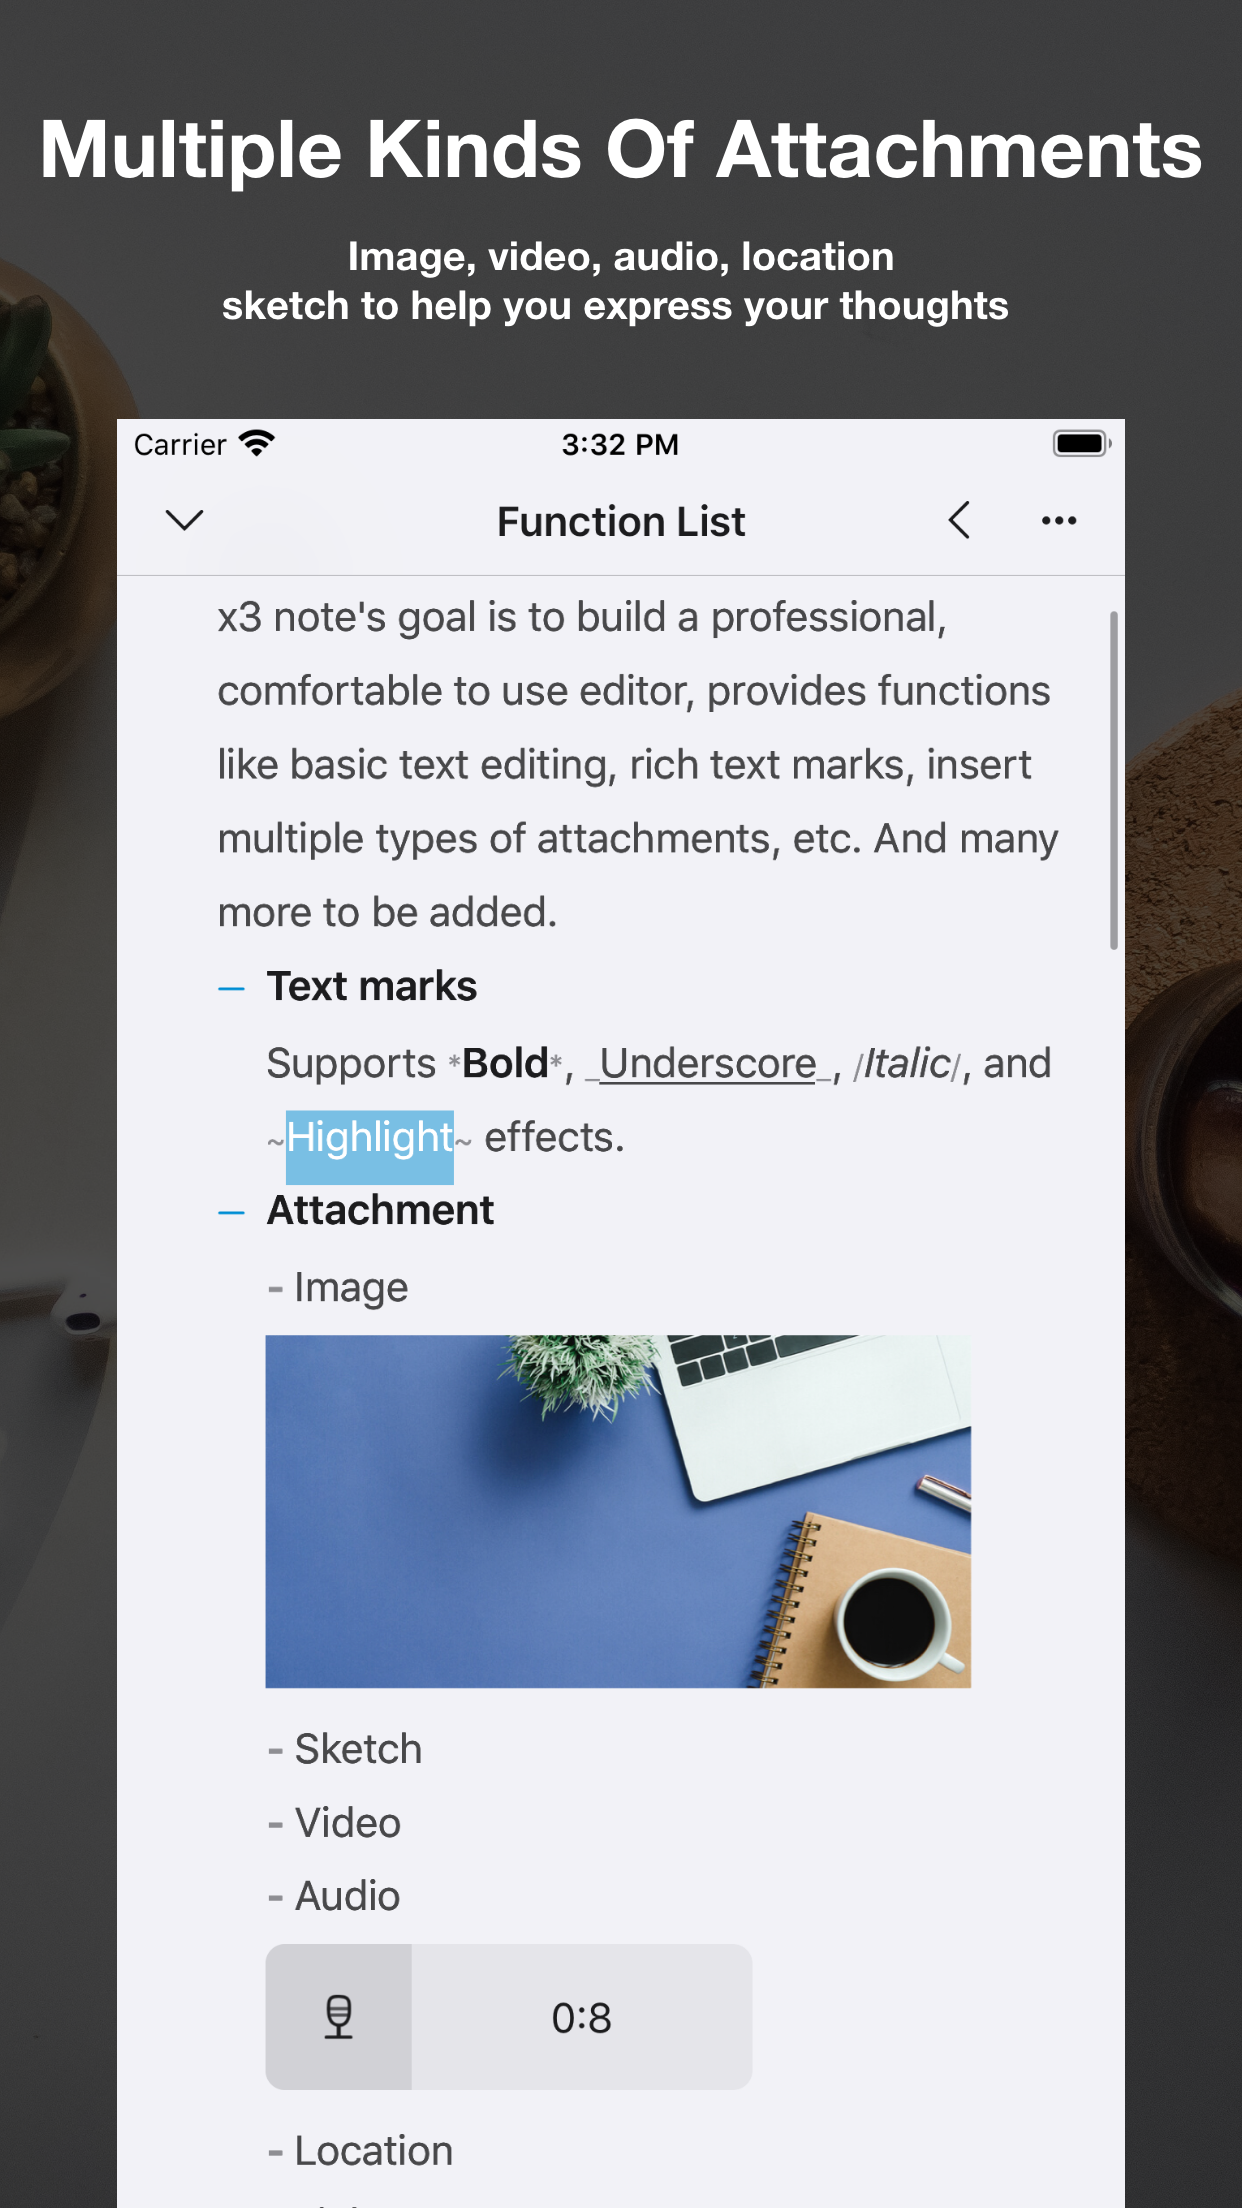 Multiple Kinds Of Attachments
Image, video, audio, location
sketch to help you express your thoughts
Carrier 3:32 PM
Function List
x3 note's goal is to build a professional,
comfortable to use editor, provides functions
like basic text editing, rich text marks, insert
multiple types of attachments, etc. And many
more to be added.
— Text marks
Supports *Bold*, _Underscore_, /Italic/, and
~Highlight~ effects.
— Attachment
- Image
- Sketch
- Video
- Audio
0:8
- Location